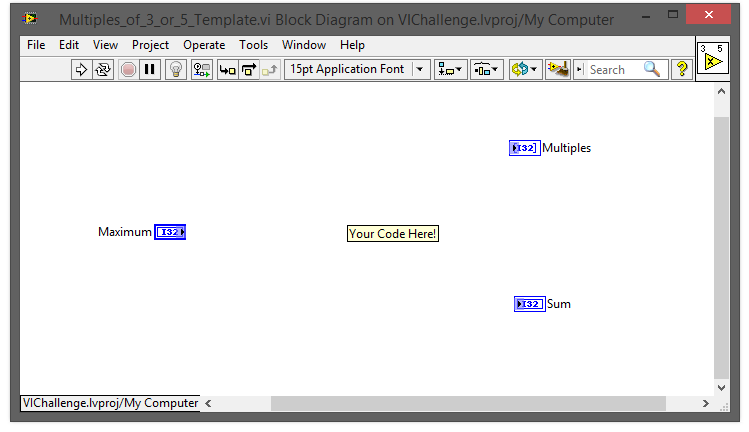 Multiples_of_3_or_5_Template.vi Block Diagram on VIChallenge.lvproj/My Computer
File Edit View Project Operate Tools Window Help
3 5
15pt Application Font
Search
?
[I32] Multiples
Maximum I32
Your Code Here!
I32 Sum
VIChallenge.lvproj/My Computer